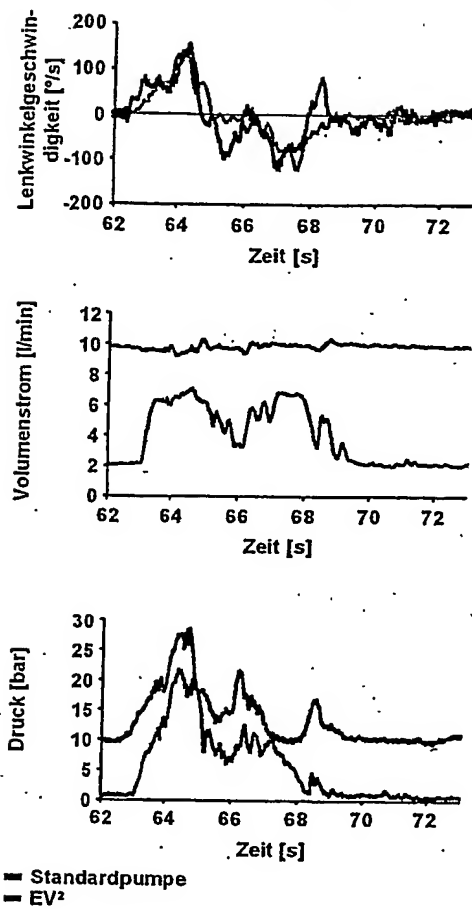 Lenkwinkelgeschwin-
digkeit [°/s]
200
100
0
-100
-200
62 64 66 68 70 72
Zeit [s]
Volumenstrom [l/min]
12
10
8
6
4
2
0
62 64 66 68 70 72
Zeit [s]
Druck [bar]
30
25
20
15
10
5
0
62 64 66 68 70 72
Zeit [s]
Standardpumpe
EV²